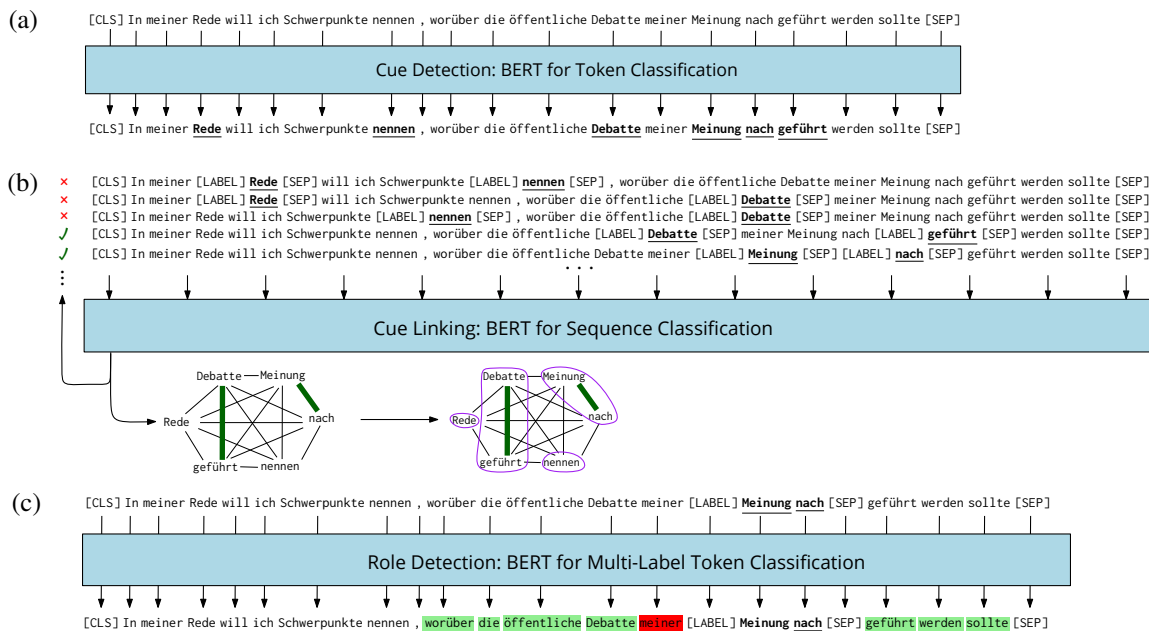 (a)
[CLS] In meiner Rede will ich Schwerpunkte nennen , worüber die öffentliche Debatte meiner Meinung nach geführt werden sollte [SEP]
Cue Detection: BERT for Token Classification
[CLS] In meiner Rede will ich Schwerpunkte nennen , worüber die öffentliche Debatte meiner Meinung nach geführt werden sollte [SEP]
(b)
× [CLS] In meiner [LABEL] Rede [SEP] will ich Schwerpunkte [LABEL] nennen [SEP] , worüber die öffentliche Debatte meiner Meinung nach geführt werden sollte [SEP]
× [CLS] In meiner [LABEL] Rede [SEP] will ich Schwerpunkte nennen , worüber die öffentliche [LABEL] Debatte [SEP] meiner Meinung nach geführt werden sollte [SEP]
× [CLS] In meiner Rede will ich Schwerpunkte [LABEL] nennen [SEP] , worüber die öffentliche [LABEL] Debatte [SEP] meiner Meinung nach geführt werden sollte [SEP]
✓ [CLS] In meiner Rede will ich Schwerpunkte nennen , worüber die öffentliche [LABEL] Debatte [SEP] meiner Meinung nach [LABEL] geführt [SEP] werden sollte [SEP]
✓ [CLS] In meiner Rede will ich Schwerpunkte nennen , worüber die öffentliche Debatte meiner [LABEL] Meinung [SEP] [LABEL] nach [SEP] geführt werden sollte [SEP]
...
Cue Linking: BERT for Sequence Classification
Debatte Meinung
Rede nach
geführt nennen
Debatte Meinung
Rede nach
geführt nennen
(c)
[CLS] In meiner Rede will ich Schwerpunkte nennen , worüber die öffentliche Debatte meiner [LABEL] Meinung nach [SEP] geführt werden sollte [SEP]
Role Detection: BERT for Multi-Label Token Classification
[CLS] In meiner Rede will ich Schwerpunkte nennen , worüber die öffentliche Debatte meiner [LABEL] Meinung nach [SEP] geführt werden sollte [SEP]